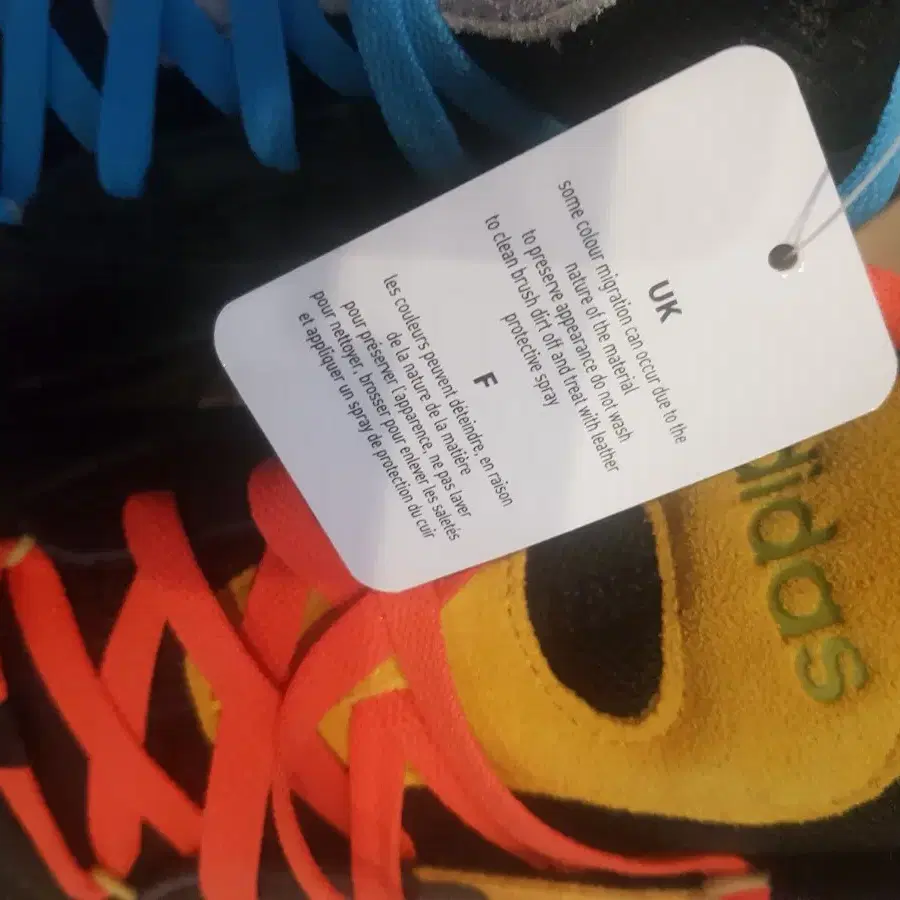 UK
some colour migration can occur due to the
nature of the material
to preserve appearance do not wash
to clean brush dirt off and treat with leather
protective spray
F
les couleurs peuvent déteindre, en raison
de la nature de la matière
pour préserver l'apparence, ne pas laver
pour nettoyer, brosser pour enlever les saletés
et appliquer un spray de protection du cuir
didas